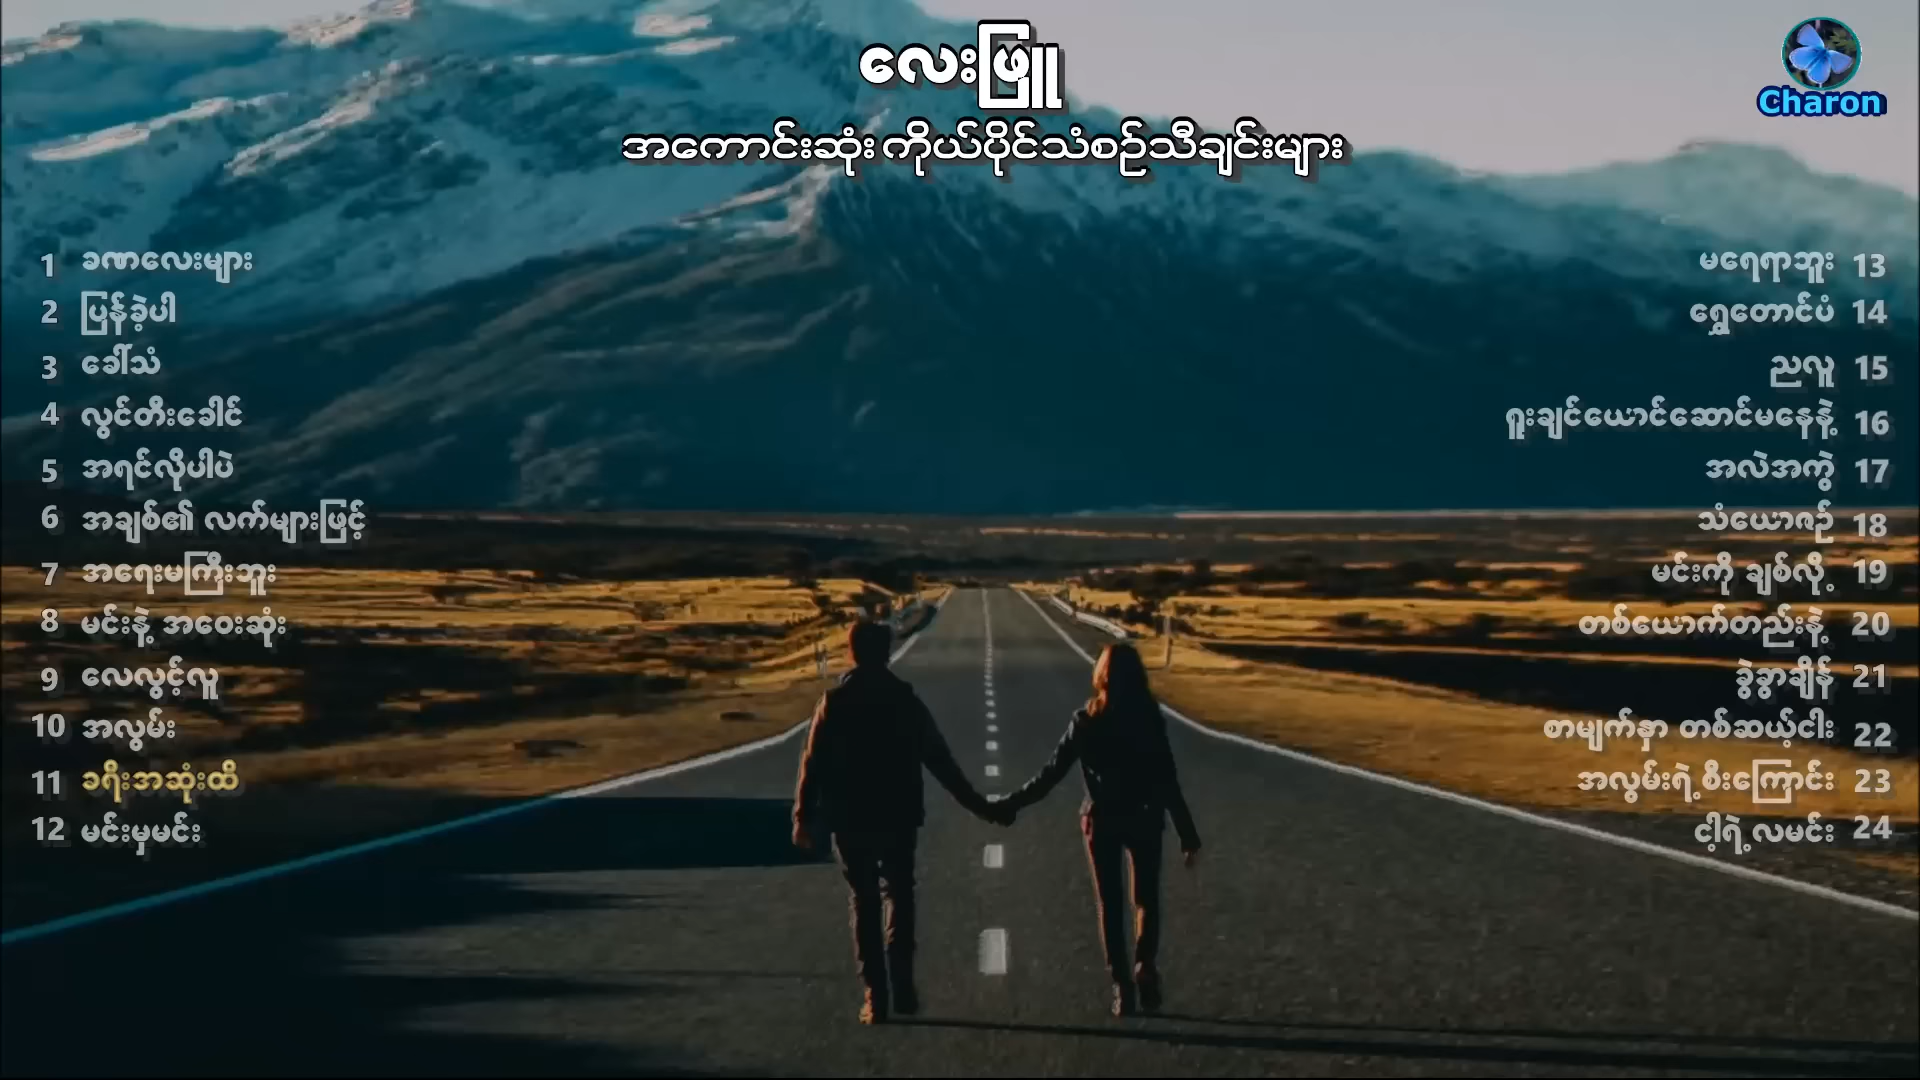 လေးဖြူ
အကောင်းဆုံး ကိုယ်ပိုင်သံစဉ်သီချင်းများ
Charon
1 ခဏလေးများ
2 ပြန်ခဲ့ပါ
3 ခေါ်သံ
4 လွင်တီးခေါင်
5 အရင်လိုပါပဲ
6 အချစ်၏ လက်များဖြင့်
7 အရေးမကြီးဘူး
8 မင်းနဲ့ အဝေးဆုံး
9 လေလွင့်လူ
10 အလွမ်း
11 ခရီးအဆုံးထိ
12 မင်းမှမင်း
မရေရာဘူး 13
ရွှေတောင်ပံ 14
ညလူ 15
ရူးချင်ယောင်ဆောင်မနေနဲ့ 16
အလဲအကွဲ 17
သံယောဇဉ် 18
မင်းကို ချစ်လို့ 19
တစ်ယောက်တည်းနဲ့ 20
ခွဲခွာချိန် 21
စာမျက်နှာ တစ်ဆယ့်ငါး 22
အလွမ်းရဲ့စီးကြောင်း 23
ငါ့ရဲ့လမင်း 24